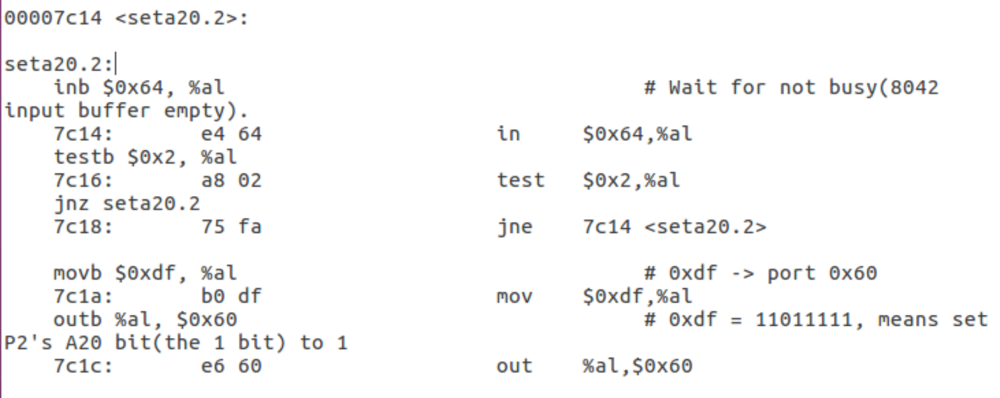 00007c14 <seta20.2>:
seta20.2:
inb $0x64, %al # Wait for not busy(8042
input buffer empty).
7c14: e4 64 in $0x64,%al
testb $0x2, %al
7c16: a8 02 test $0x2,%al
jnz seta20.2
7c18: 75 fa jne 7c14 <seta20.2>
movb $0xdf, %al # 0xdf -> port 0x60
7c1a: b0 df mov $0xdf,%al
outb %al, $0x60 # 0xdf = 11011111, means set
P2's A20 bit(the 1 bit) to 1
7c1c: e6 60 out %al,$0x60